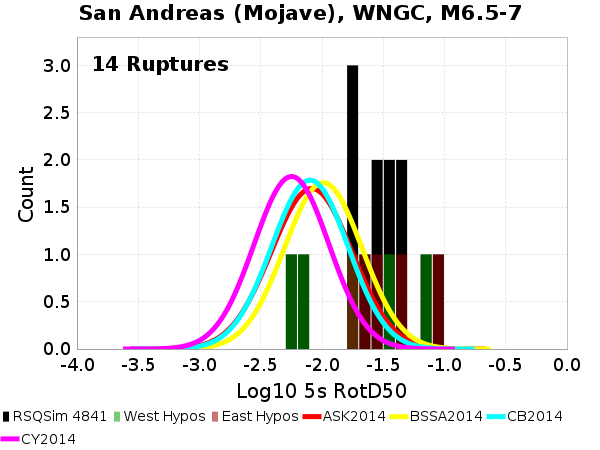 San Andreas (Mojave), WNGC, M6.5-7
14 Ruptures
Count
3.0
2.5
2.0
1.5
1.0
0.5
0.0
-4.0 -3.5 -3.0 -2.5 -2.0 -1.5 -1.0 -0.5 0.0
Log10 5s RotD50
RSQSim 4841 West Hypos East Hypos ASK2014 BSSA2014 CB2014
CY2014